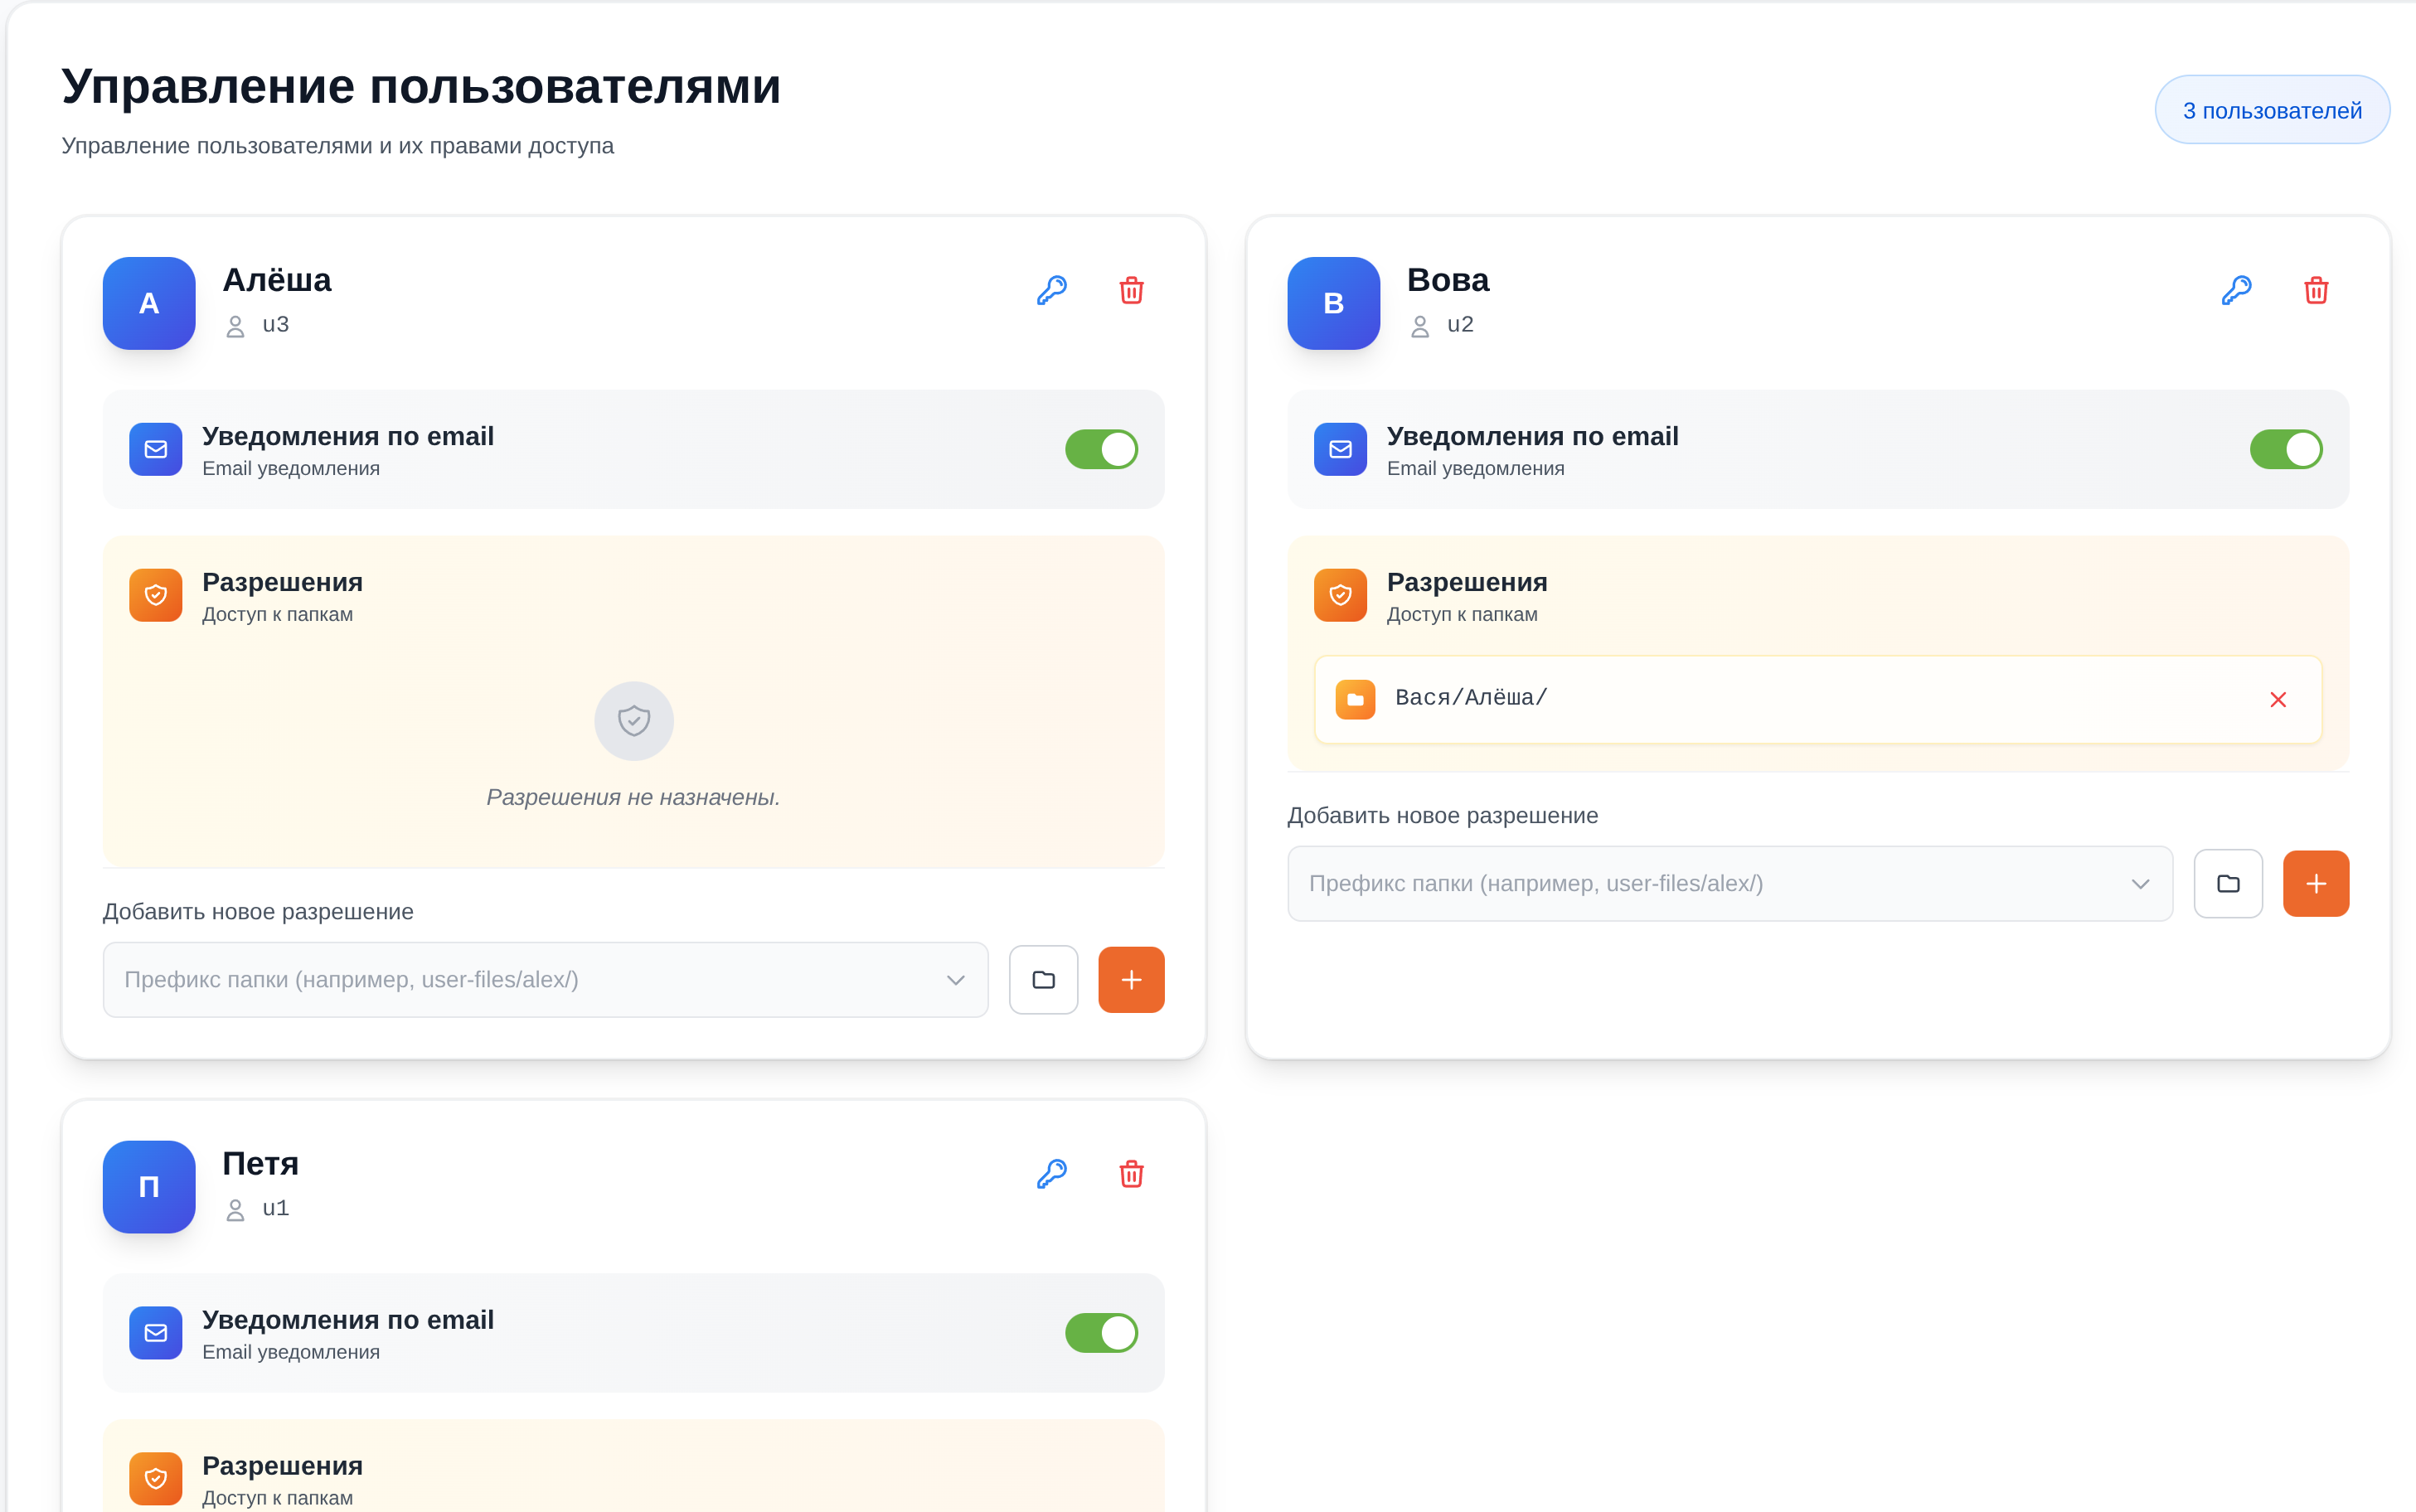 Управление пользователями
Управление пользователями и их правами доступа
3 пользователей
А
Алёша
u3
Уведомления по email
Email уведомления
Разрешения
Доступ к папкам
Разрешения не назначены.
Добавить новое разрешение
Префикс папки (например, user-files/alex/)
В
Вова
u2
Уведомления по email
Email уведомления
Разрешения
Доступ к папкам
Вася/Алёша/
Добавить новое разрешение
Префикс папки (например, user-files/alex/)
П
Петя
u1
Уведомления по email
Email уведомления
Разрешения
Доступ к папкам